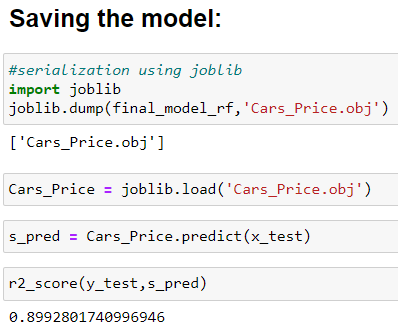 Saving the model:
#serialization using joblib
import joblib
joblib.dump(final_model_rf,'Cars_Price.obj')
['Cars_Price.obj']
Cars_Price = joblib.load('Cars_Price.obj')
s_pred = Cars_Price.predict(x_test)
r2_score(y_test,s_pred)
0.8992801740996946